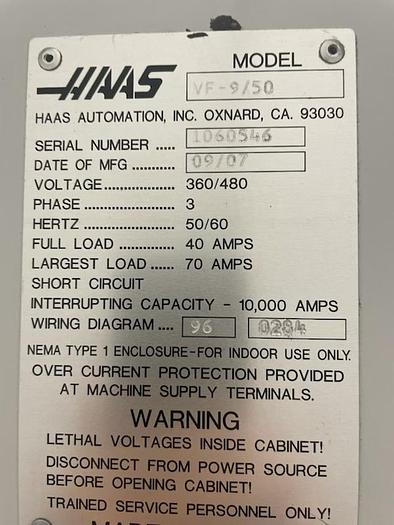 HAAS
MODEL
VF-9/50
HAAS AUTOMATION, INC. OXNARD, CA. 93030
SERIAL NUMBER ..... 1060546
DATE OF MFG ............ 09/07
VOLTAGE ................. 360/480
PHASE ...................... 3
HERTZ ...................... 50/60
FULL LOAD .............. 40 AMPS
LARGEST LOAD ...... 70 AMPS
SHORT CIRCUIT
INTERRUPTING CAPACITY - 10,000 AMPS
WIRING DIAGRAM .... 96
NEMA TYPE 1 ENCLOSURE-FOR INDOOR USE ONLY.
OVER CURRENT PROTECTION PROVIDED
AT MACHINE SUPPLY TERMINALS.
WARNING
LETHAL VOLTAGES INSIDE CABINET!
DISCONNECT FROM POWER SOURCE
BEFORE OPENING CABINET!
TRAINED SERVICE PERSONNEL ONLY!